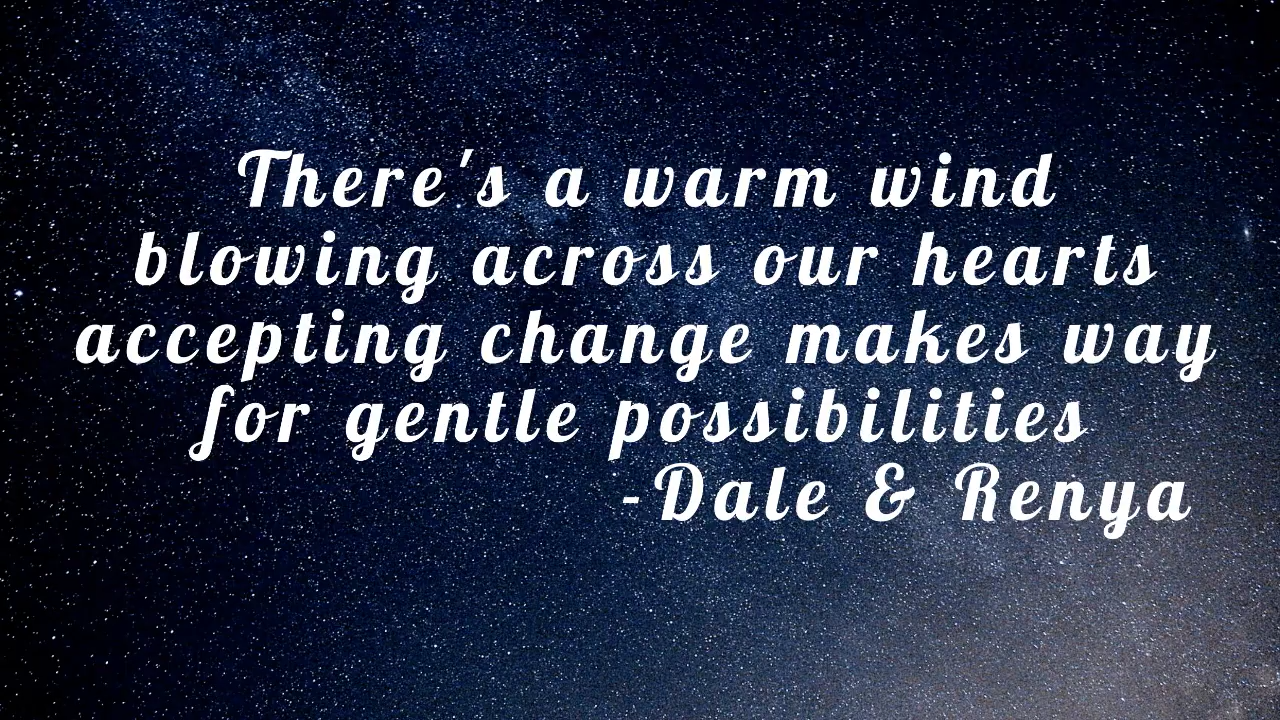 There's a warm wind
blowing across our hearts
accepting change makes way
for gentle possibilities
-Dale & Renya